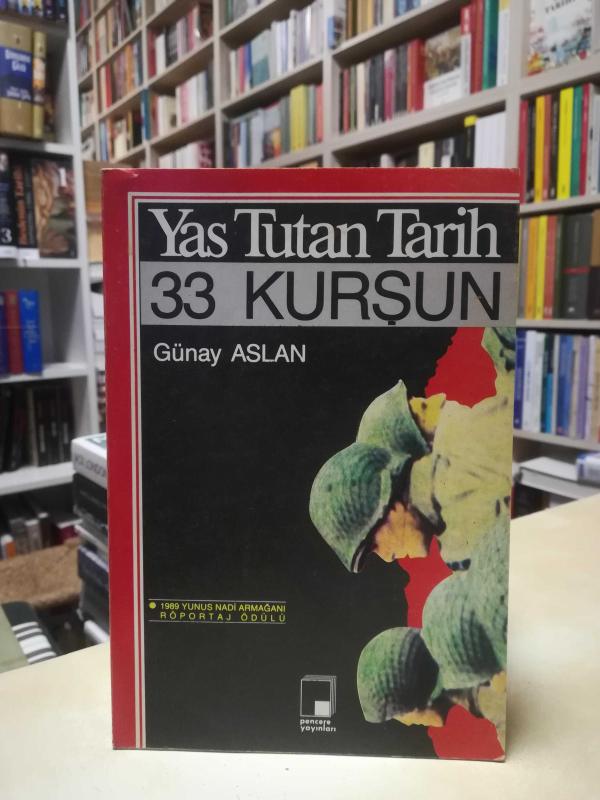 Yas Tutan Tarih
33 KURŞUN
Günay ASLAN
1989 YUNUS NADİ ARMAĞANI
RÖPORTAJ ÖDÜLÜ
pencere
yayınları